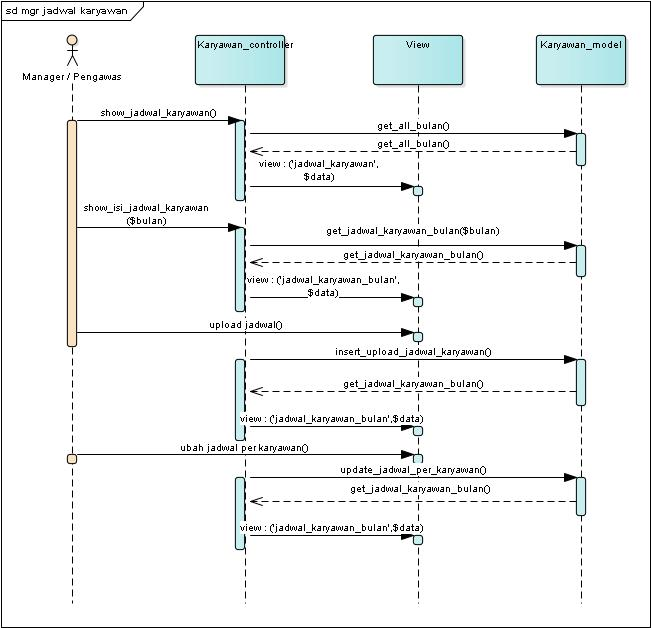 sd mgr jadwal karyawan
Karyawan_controller
View
Karyawan_model
Manager / Pengawas
show_jadwal_karyawan()
get_all_bulan()
get_all_bulan()
view : ('jadwal_karyawan',
$data)
show_isi_jadwal_karyawan
($bulan)
get_jadwal_karyawan_bulan($bulan)
get_jadwal_karyawan_bulan()
view : ('jadwal_karyawan_bulan',
$data)
upload jadwal()
insert_upload_jadwal_karyawan()
get_jadwal_karyawan_bulan()
view : ('jadwal_karyawan_bulan',$data)
ubah jadwal per karyawan()
update_jadwal_per_karyawan()
get_jadwal_karyawan_bulan()
view : ('jadwal_karyawan_bulan',$data)